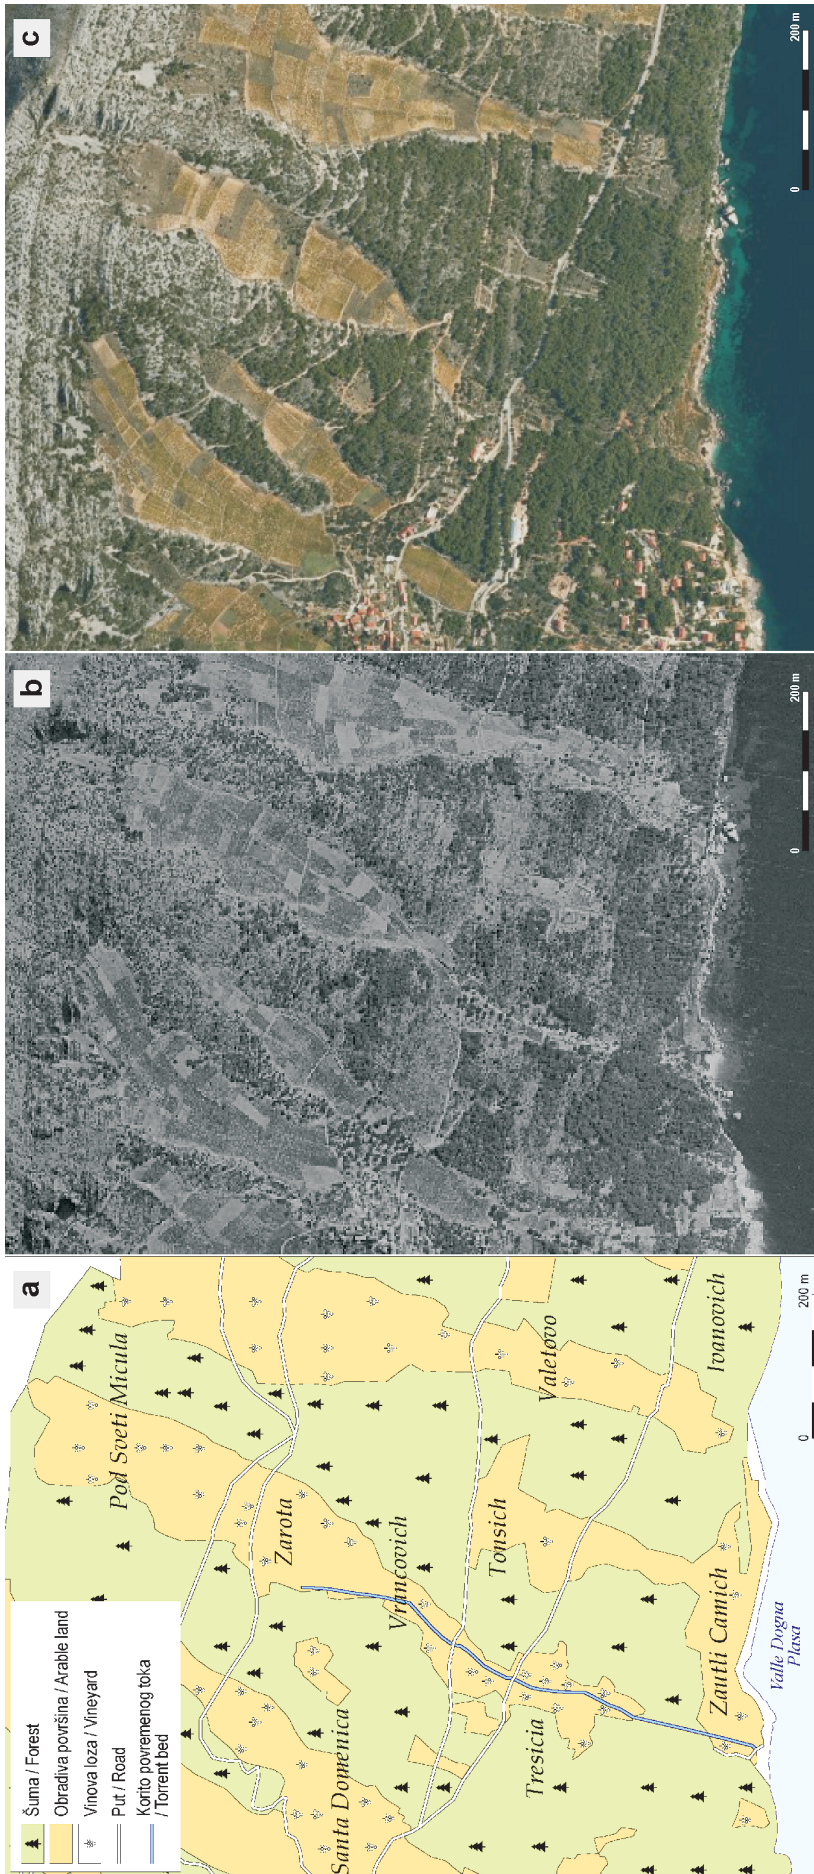 c
200 m
0
b
200 m
0
a
Šuma / Forest
Obradiva površina / Arable land
Vinova loza / Vineyard
Put / Road
Korito povremenog toka
/ Torrent bed
Pod Sveti Micula
Zarota
Vrancovich
Santa Domenica
Tonsich
Valetovo
Tresicia
Ivanovich
Zautli Camich
Valle Dogna
Plasa
200 m
0